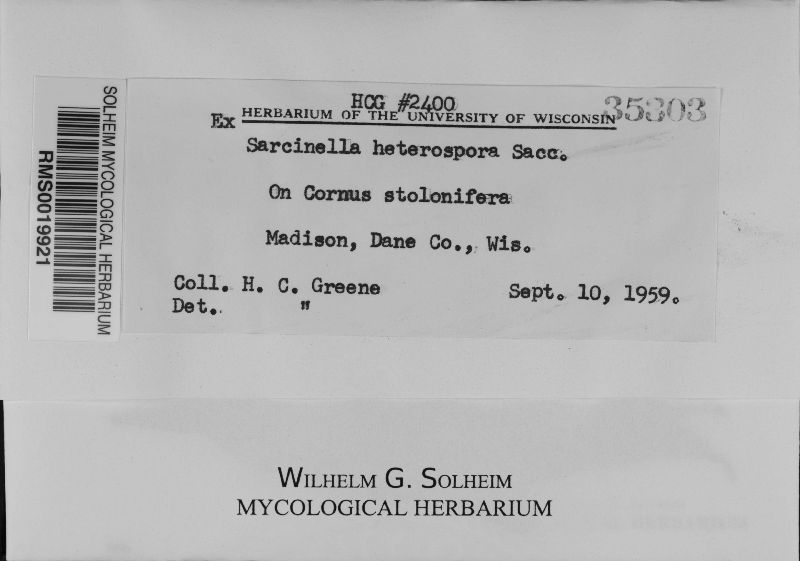 HCG #2400
35303
Ex HERBARIUM OF THE UNIVERSITY OF WISCONSIN
Sarcinella heterospora Sacc.
On Cornus stolonifera
Madison, Dane Co., Wis.
Coll. H. C. Greene Sept. 10, 1959.
Det. "
SOLHEIM MYCOLOGICAL HERBARIUM
RMS0019921
WILHELM G. SOLHEIM
MYCOLOGICAL HERBARIUM